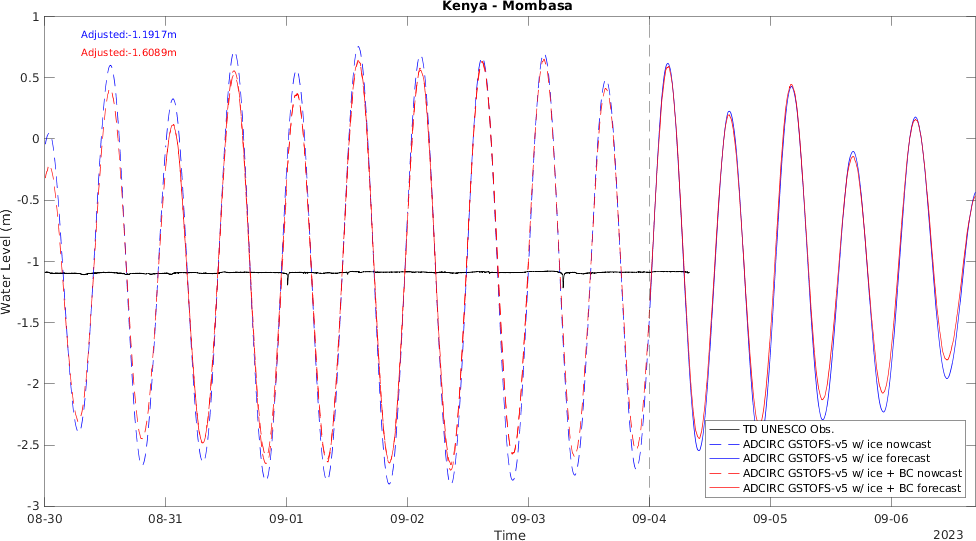 Kenya - Mombasa
Adjusted:-1.1917m
Adjusted:-1.6089m
1
0.5
0
-0.5
-1
-1.5
-2
-2.5
-3
Water Level (m)
TD UNESCO Obs.
ADCIRC GSTOFS-v5 w/ ice nowcast
ADCIRC GSTOFS-v5 w/ ice forecast
ADCIRC GSTOFS-v5 w/ ice + BC nowcast
ADCIRC GSTOFS-v5 w/ ice + BC forecast
08-30 08-31 09-01 09-02 09-03 09-04 09-05 09-06
Time
2023